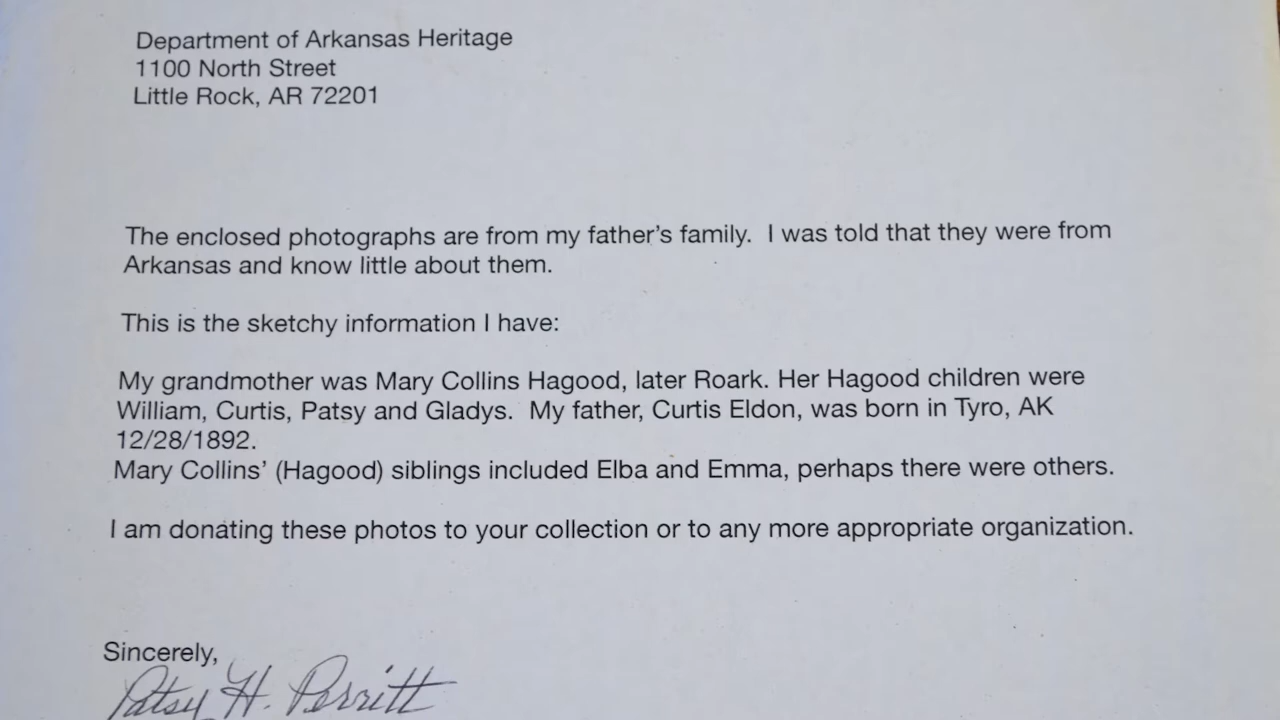 Department of Arkansas Heritage
1100 North Street
Little Rock, AR 72201
The enclosed photographs are from my father's family.  I was told that they were from
Arkansas and know little about them.
This is the sketchy information I have:
My grandmother was Mary Collins Hagood, later Roark. Her Hagood children were
William, Curtis, Patsy and Gladys.  My father, Curtis Eldon, was born in Tyro, AK
12/28/1892.
Mary Collins' (Hagood) siblings included Elba and Emma, perhaps there were others.
I am donating these photos to your collection or to any more appropriate organization.
Sincerely,
Patsy H. Perritt